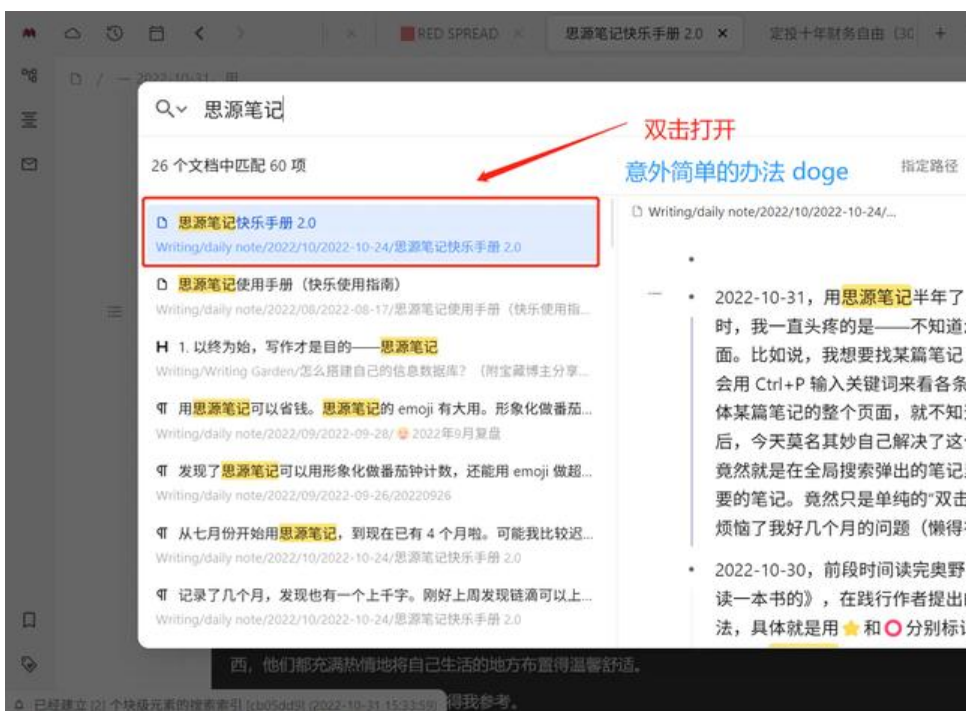 RED SPREAD
思源笔记快乐手册 2.0
定投十年财务自由（30
思源笔记
双击打开
26 个文档中匹配 60 项
意外简单的办法 doge
指定路径
思源笔记快乐手册 2.0
Writing/daily note/2022/10/2022-10-24/思源笔记快乐手册 2.0
思源笔记使用手册（快乐使用指南）
Writing/daily note/2022/08/2022-08-17/思源笔记使用手册（快乐使用指...
H 1. 以终为始，写作才是目的——思源笔记
Writing/Writing Garden/怎么搭建自己的信息数据库？（附宝藏博主分享...
用思源笔记可以省钱。思源笔记的 emoji 有大用。形象化做番茄...
Writing/daily note/2022/09/2022-09-28/😊2022年9月复盘
发现了思源笔记可以用形象化做番茄钟计数，还能用 emoji 做超...
Writing/daily note/2022/09/2022-09-26/20220926
从七月份开始用思源笔记，到现在已有 4 个月啦。可能我比较迟...
Writing/daily note/2022/10/2022-10-24/思源笔记快乐手册 2.0
记录了几个月，发现也有一个上千字。刚好上周发现链滴可以上...
Writing/daily note/2022/10/2022-10-24/思源笔记快乐手册 2.0
Writing/daily note/2022/10/2022-10-24/...
2022-10-31，用思源笔记半年了
时，我一直头疼的是——不知道
面。比如说，我想要找某篇笔记
会用 Ctrl+P 输入关键词来看各条
体某篇笔记的整个页面，就不知
后，今天莫名其妙自己解决了这
竟然就是在全局搜索弹出的笔记
要的笔记。竟然只是单纯的“双击
烦恼了我好几个月的问题（懒得
2022-10-30，前段时间读完奥野
读一本书的》，在践行作者提出
法，具体就是用⭐和⭕分别标
西，他们都充满热情地将自己生活的地方布置得温馨舒适。
已经建立 [2] 个块级元素的搜索索引 [cb05dd9] (2022-10-31 15:33:59)
得我参考。